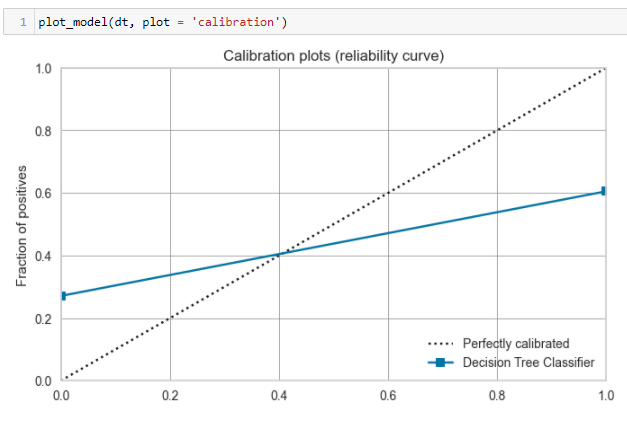 1 plot_model(dt, plot = 'calibration')
Calibration plots (reliability curve)
1.0
0.8
0.6
0.4
0.2
0.0
Fraction of positives
Perfectly calibrated
Decision Tree Classifier
0.0 0.2 0.4 0.6 0.8 1.0